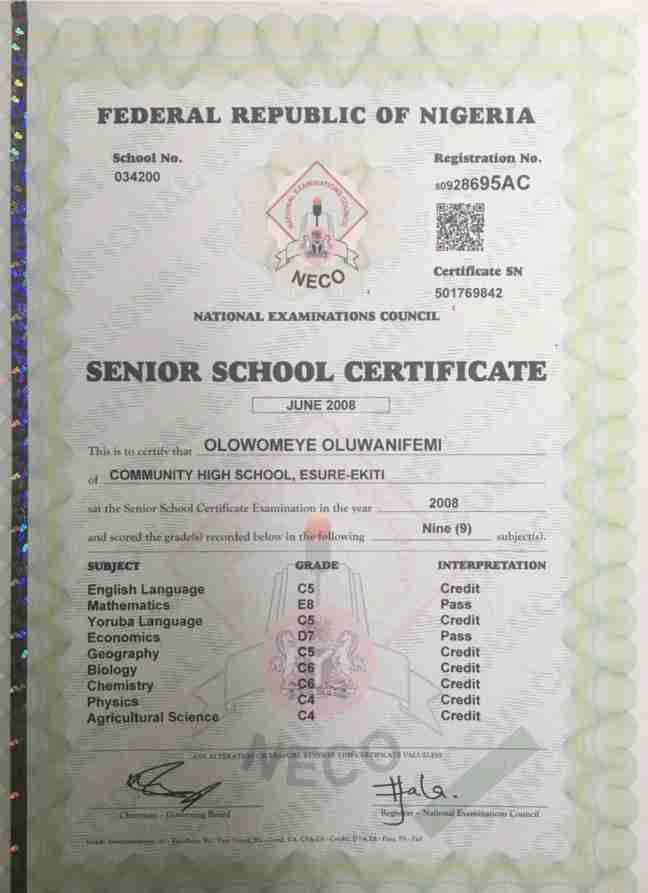 FEDERAL REPUBLIC OF NIGERIA
School No.
034200
Registration No.
80928695AC
NATIONAL EXAMINATIONS COUNCIL
NECO
Certificate SN
501769842
NATIONAL EXAMINATIONS COUNCIL
SENIOR SCHOOL CERTIFICATE
JUNE 2008
This is to certify that OLOWOMEYE OLUWANIFEMI
of COMMUNITY HIGH SCHOOL, ESURE-EKITI
sat the Senior School Certificate Examination in the year 2008
and scored the grade(s) recorded below in the following Nine (9) subject(s).
SUBJECT GRADE INTERPRETATION
English Language C5 Credit
Mathematics E8 Pass
Yoruba Language C5 Credit
Economics D7 Pass
Geography C5 Credit
Biology C6 Credit
Chemistry C6 Credit
Physics C4 Credit
Agricultural Science C4 Credit
ANY ALTERATION OR ERASURE RENDERS THIS CERTIFICATE VALUELESS
NECO
Chairman – Governing Board
Registrar – National Examinations Council